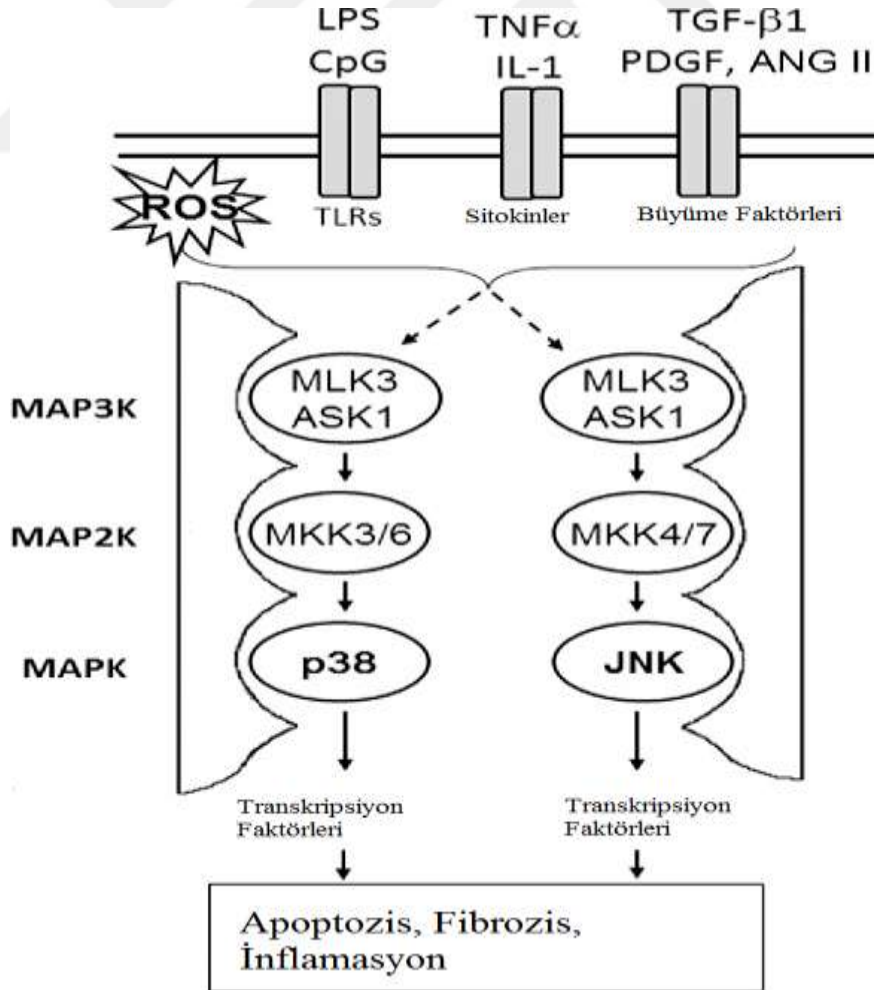 LPS
CpG
TNFα
IL-1
TGF-β1
PDGF, ANG II
ROS
TLRs
Sitokinler
Büyüme Faktörleri
MAP3K
MLK3
ASK1
MLK3
ASK1
MAP2K
MKK3/6
MKK4/7
MAPK
p38
JNK
Transkripsiyon
Faktörleri
Transkripsiyon
Faktörleri
Apoptozis, Fibrozis,
İnflamasyon